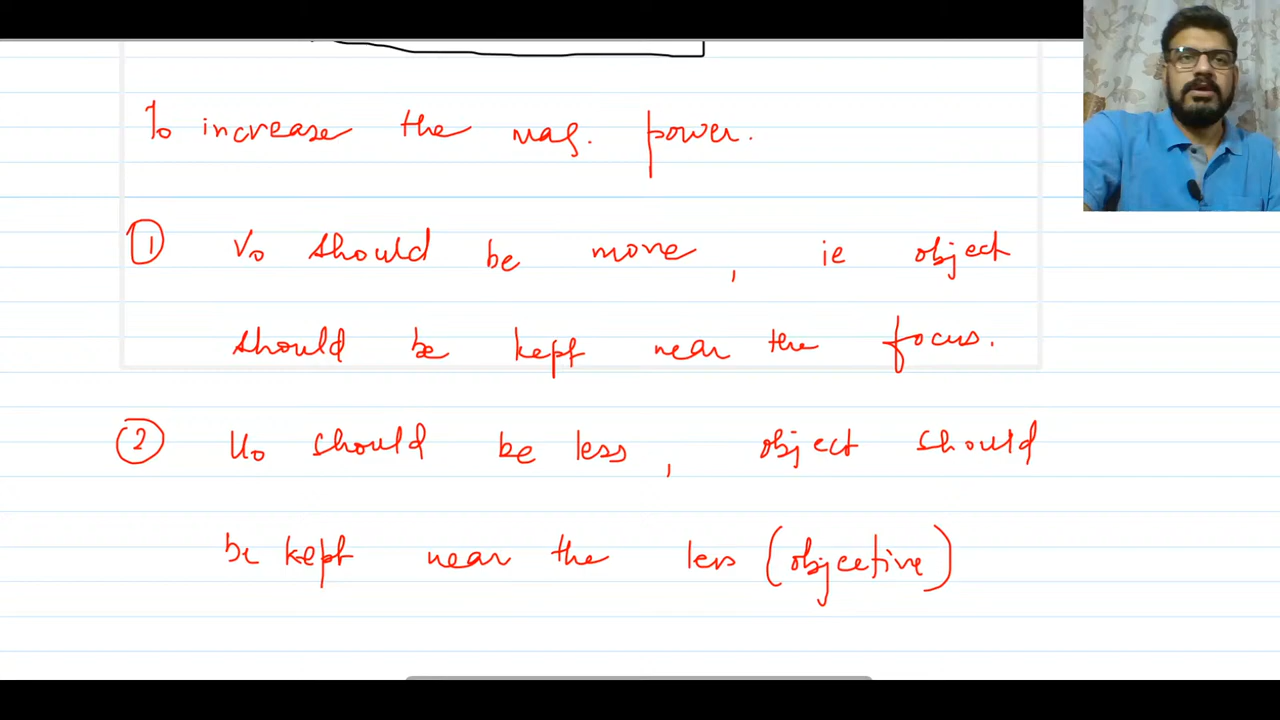 To increase the mag. power.
① Vo should be more, ie object
should be kept near the focus.
② Uo should be less, object should
be kept near the lens (objective)